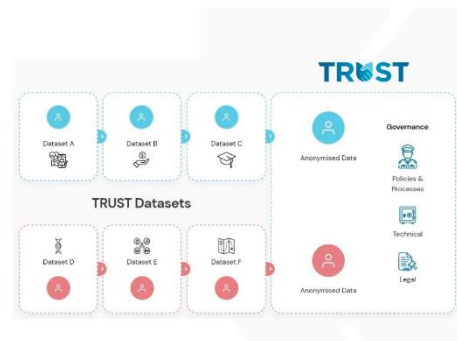 TRUST
Dataset A
Dataset B
Dataset C
TRUST Datasets
Dataset D
Dataset E
Dataset F
Anonymised Data
Anonymised Data
Governance
Policies &
Processes
Technical
Legal